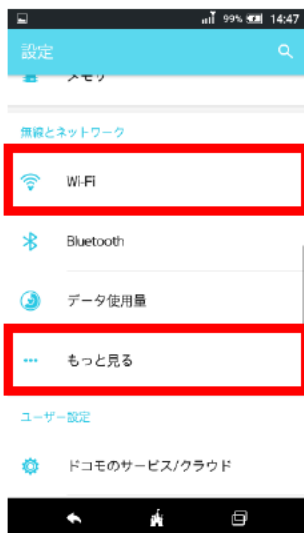 99% 14:47
設定
メモリ
無線とネットワーク
Wi-Fi
Bluetooth
データ使用量
もっと見る
ユーザー設定
ドコモのサービス/クラウド